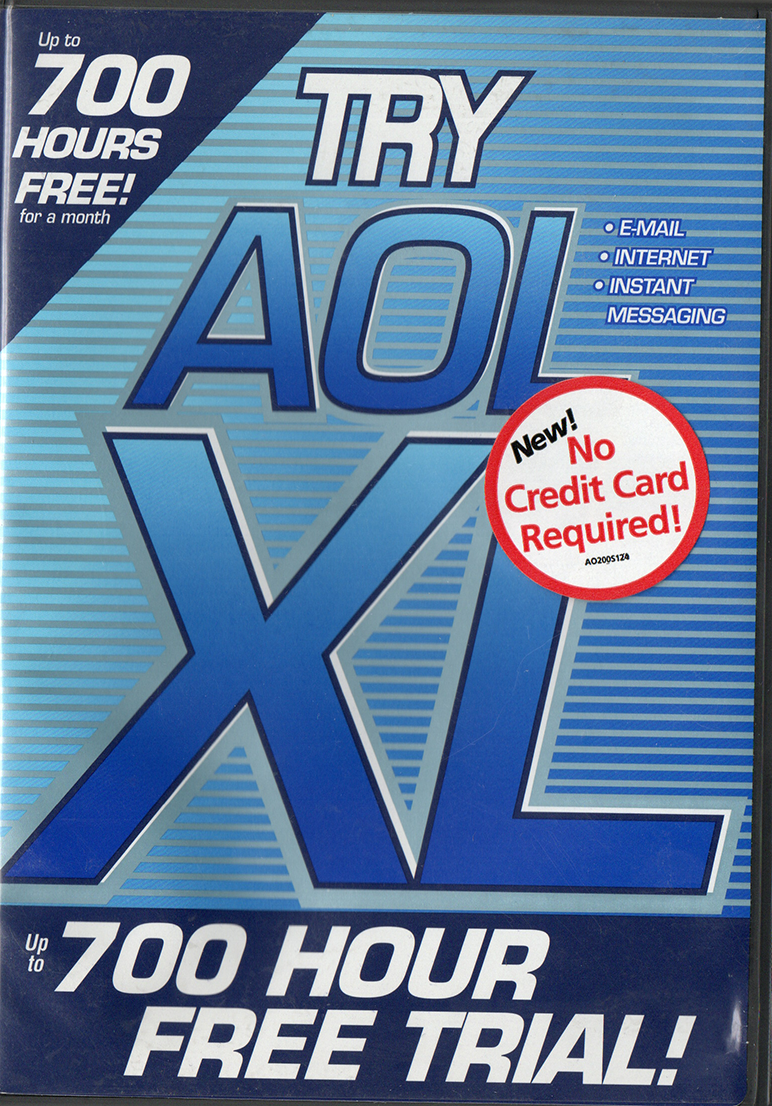 Up to
700
HOURS
FREE!
for a month
TRY
AOL
XL
• E-MAIL
• INTERNET
• INSTANT
MESSAGING
New!
No
Credit Card
Required!
AO2005124
Up
to
700 HOUR
FREE TRIAL!